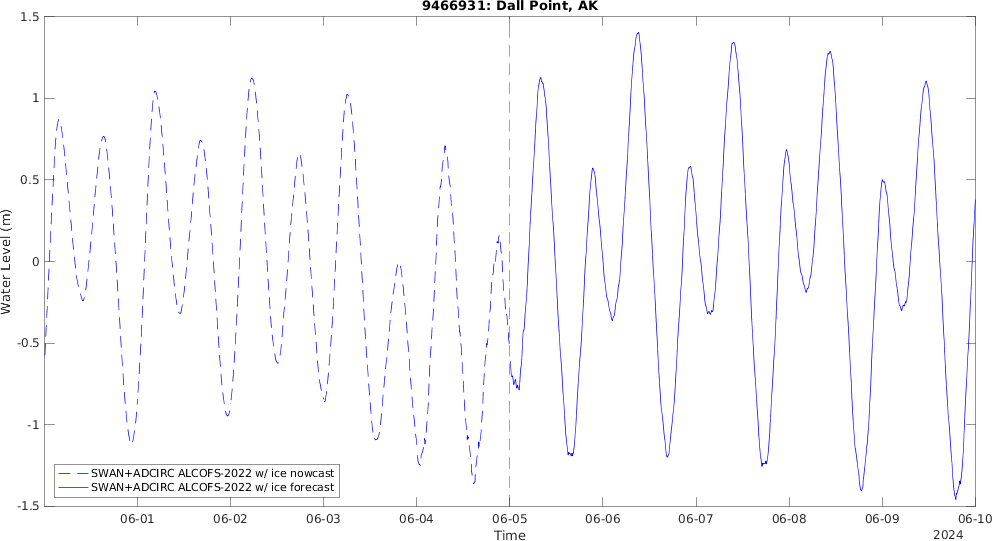 9466931: Dall Point, AK
1.5
1
0.5
0
-0.5
-1
-1.5
Water Level (m)
SWAN+ADCIRC ALCOFS-2022 w/ ice nowcast
SWAN+ADCIRC ALCOFS-2022 w/ ice forecast
06-01 06-02 06-03 06-04 06-05 06-06 06-07 06-08 06-09 06-10
Time
2024